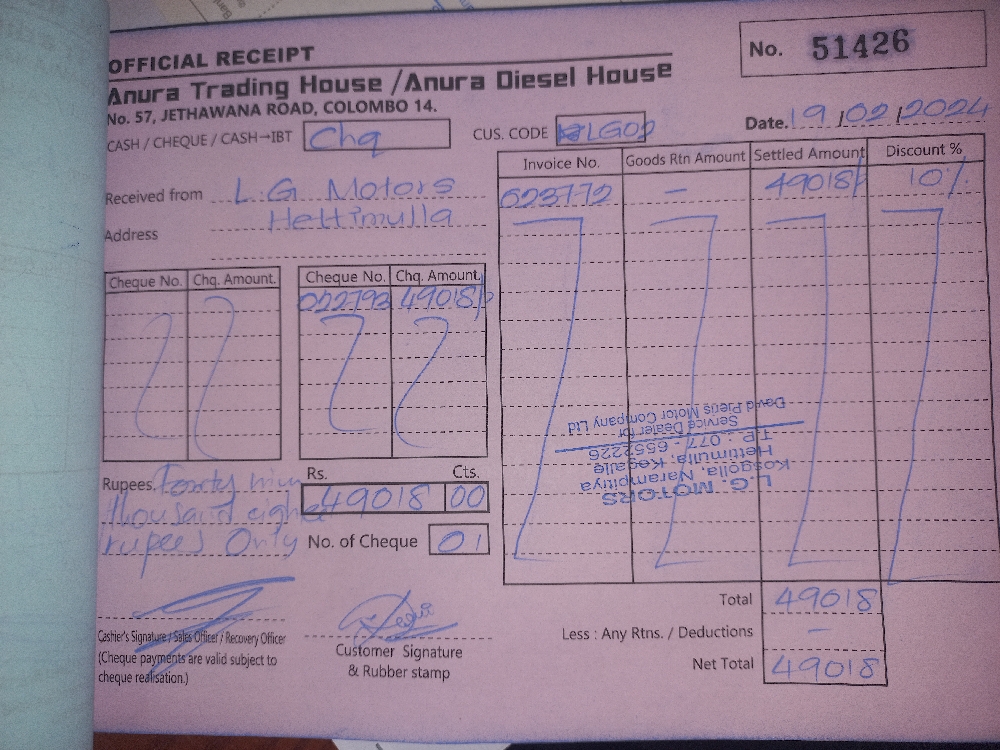 OFFICIAL RECEIPT
No. 51426
Anura Trading House /Anura Diesel House
No. 57, JETHAWANA ROAD, COLOMBO 14.
CASH / CHEQUE / CASH→IBT Chq
CUS. CODE LG02
Date. 19/02/2024
Received from L.G Motors
Address Hettimulla
Invoice No. Goods Rtn Amount Settled Amount Discount %
023772 – 49018/- 10%
Cheque No. Chq. Amount. Cheque No. Chq. Amount.
022793 49018/-
Rupees. Fourty nine
thousand eight
rupees Only
Rs. Cts.
49018 00
No. of Cheque 01
L.G. MOTORS
Kosgolla, Narampitiya
Hettimulla, Kegalle
T.P. : 077 - 6552226
Service Dealer for
David Pieris Motor Company Ltd
Total 49018
Less : Any Rtns. / Deductions –
Net Total 49018
Cashier's Signature / Sales Officer / Recovery Officer
(Cheque payments are valid subject to
cheque realisation.)
Customer Signature
& Rubber stamp